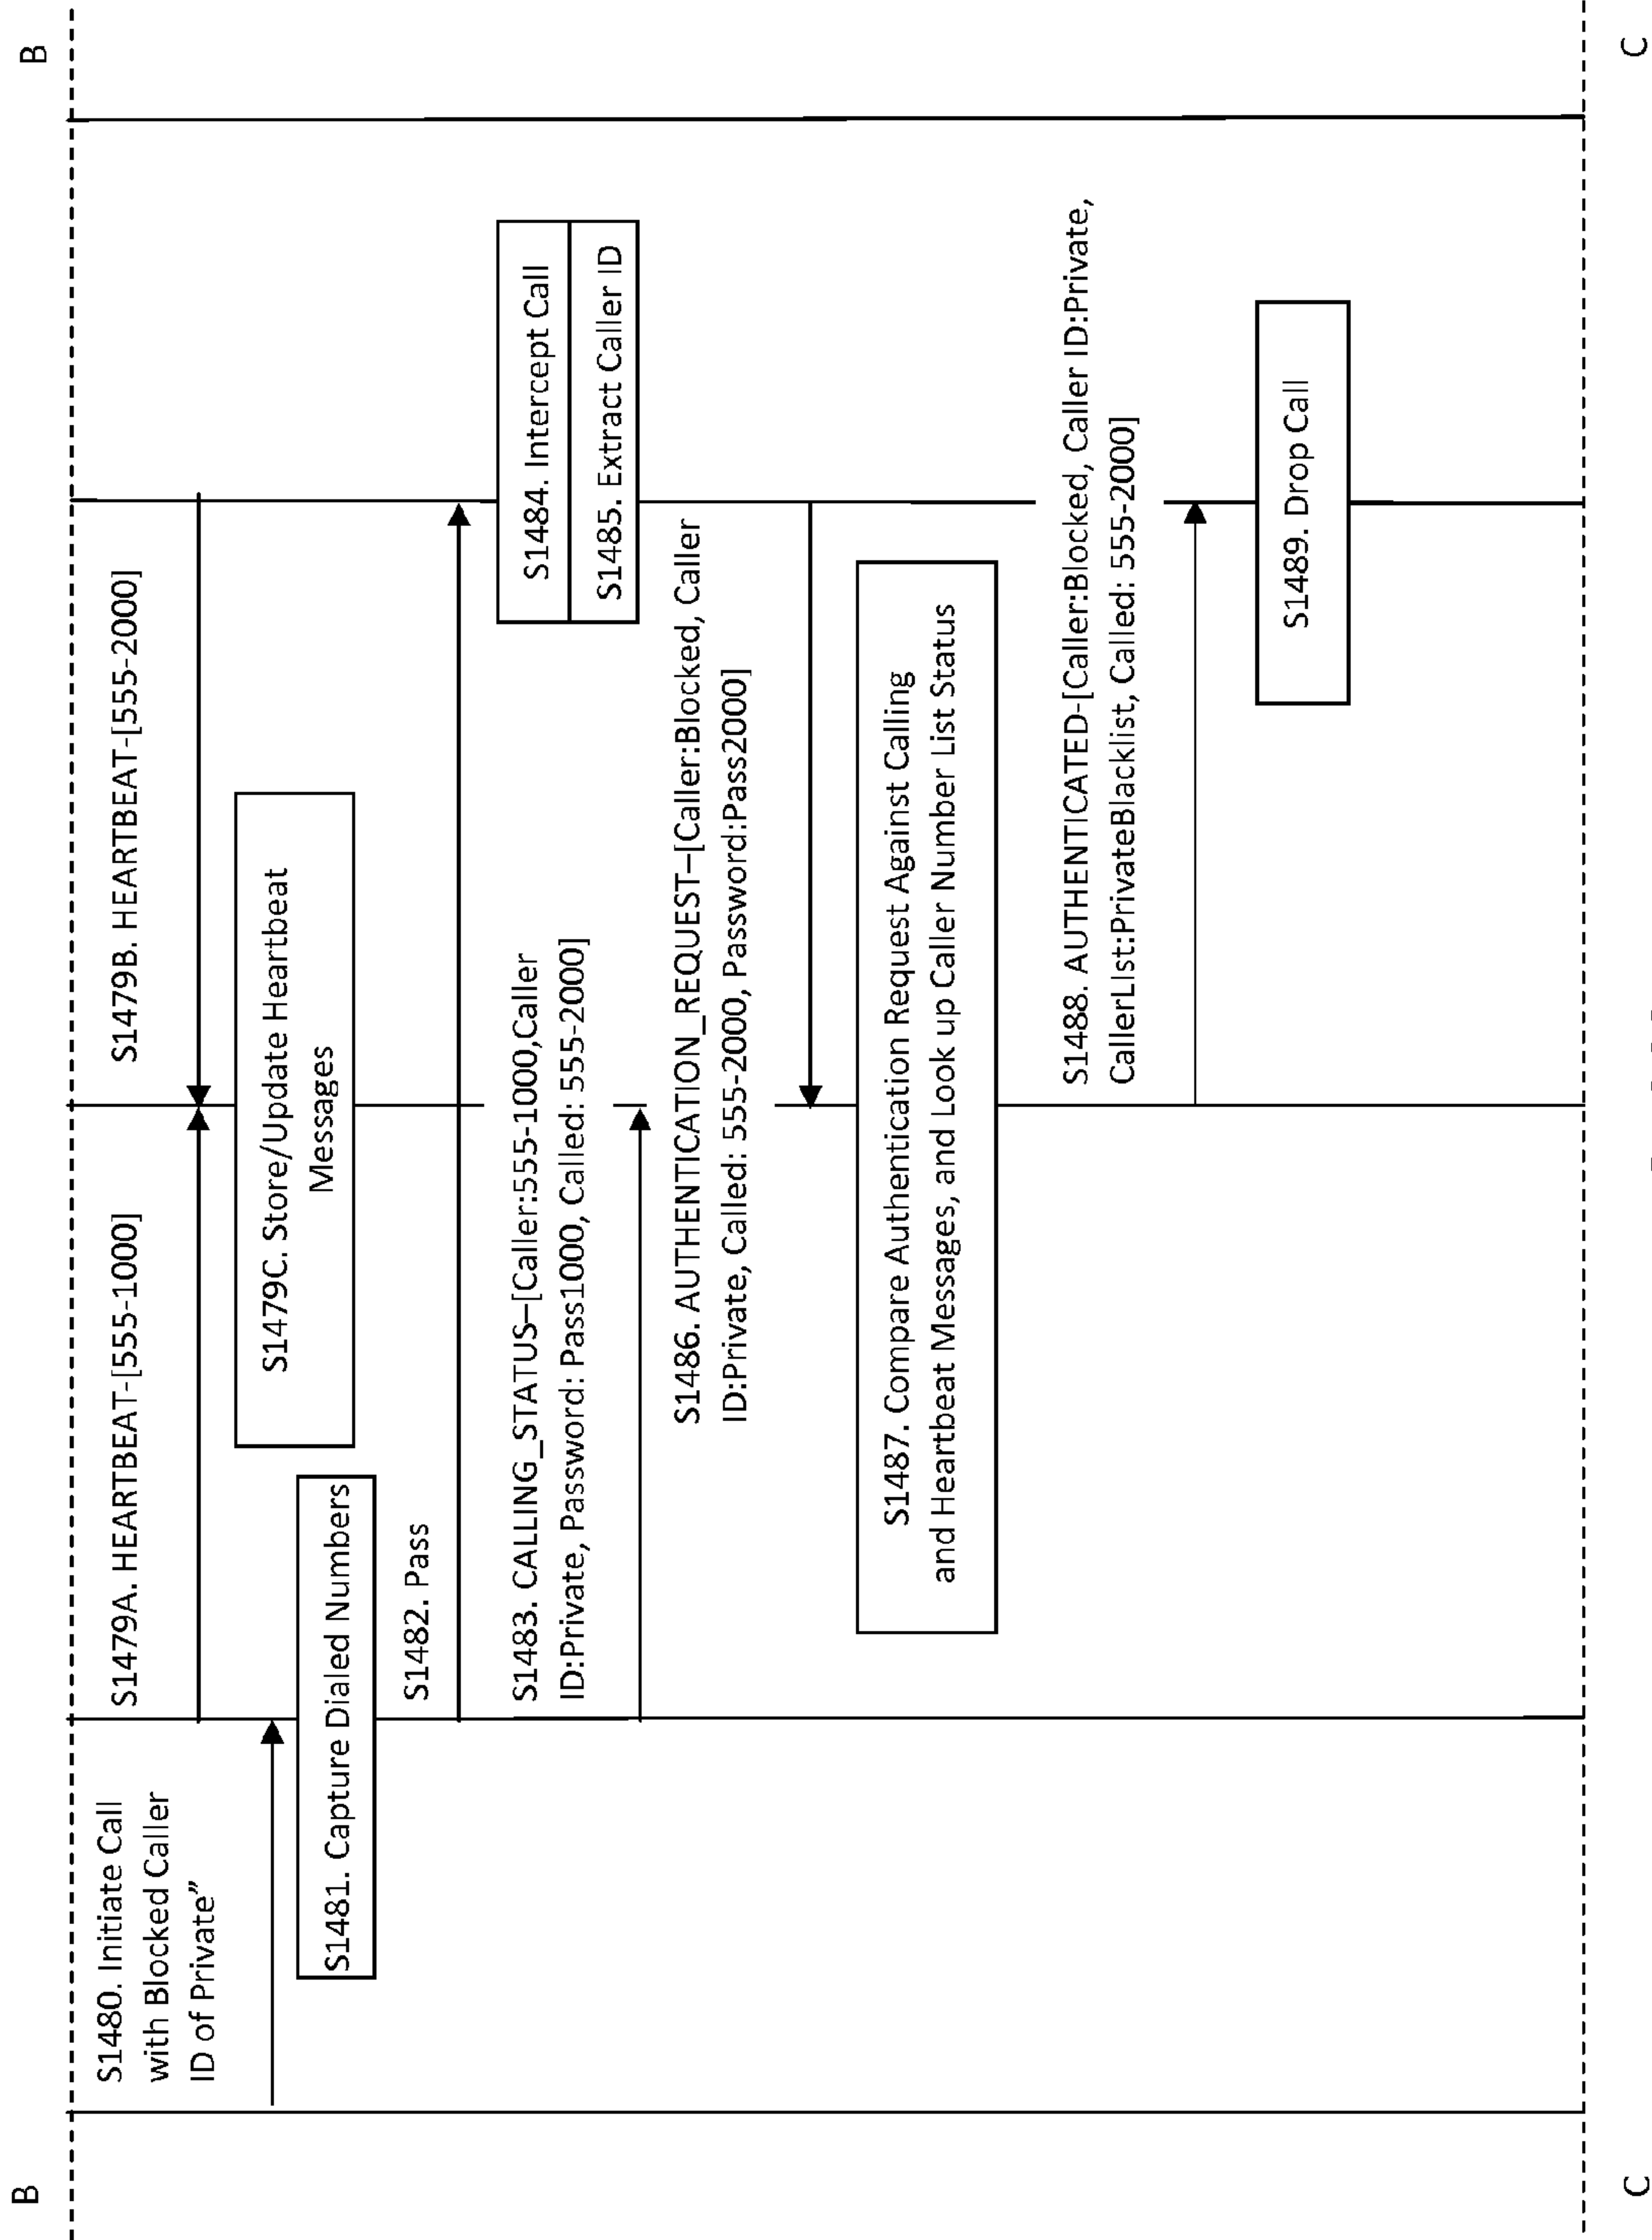 B
B
S1479A. HEARTBEAT-[555-1000]
S1479B. HEARTBEAT-[555-2000]
S1480. Initiate Call
with Blocked Caller
ID of Private”
S1479C. Store/Update Heartbeat
Messages
S1481. Capture Dialed Numbers
S1482. Pass
S1483. CALLING_STATUS–[Caller:555-1000,Caller
ID:Private, Password: Pass1000, Called: 555-2000]
S1484. Intercept Call
S1485. Extract Caller ID
S1486. AUTHENTICATION_REQUEST–[Caller:Blocked, Caller
ID:Private, Called: 555-2000, Password:Pass2000]
S1487. Compare Authentication Request Against Calling
and Heartbeat Messages, and Look up Caller Number List Status
S1488. AUTHENTICATED-[Caller:Blocked, Caller ID:Private,
CallerList:PrivateBlacklist, Called: 555-2000]
S1489. Drop Call
C
C